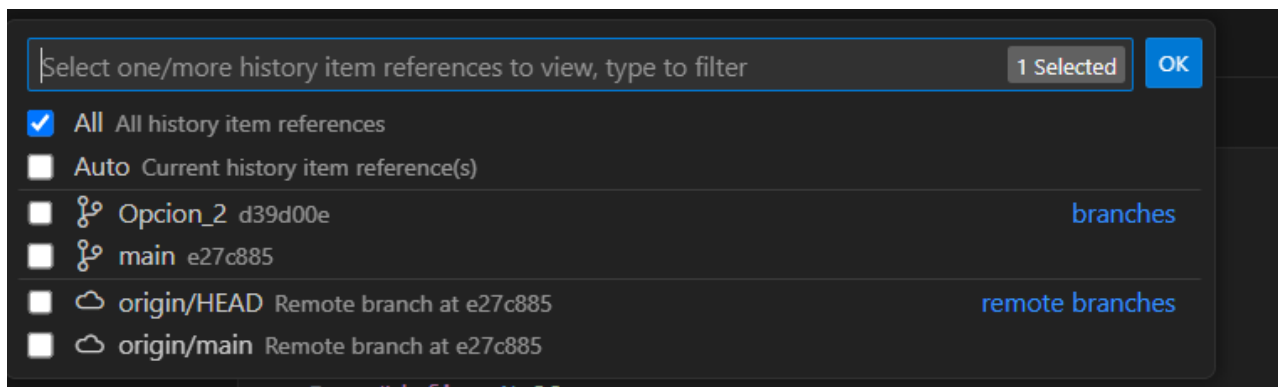 Select one/more history item references to view, type to filter 1 Selected OK
All All history item references
Auto Current history item reference(s)
Opcion_2 d39d00e branches
main e27c885
origin/HEAD Remote branch at e27c885 remote branches
origin/main Remote branch at e27c885